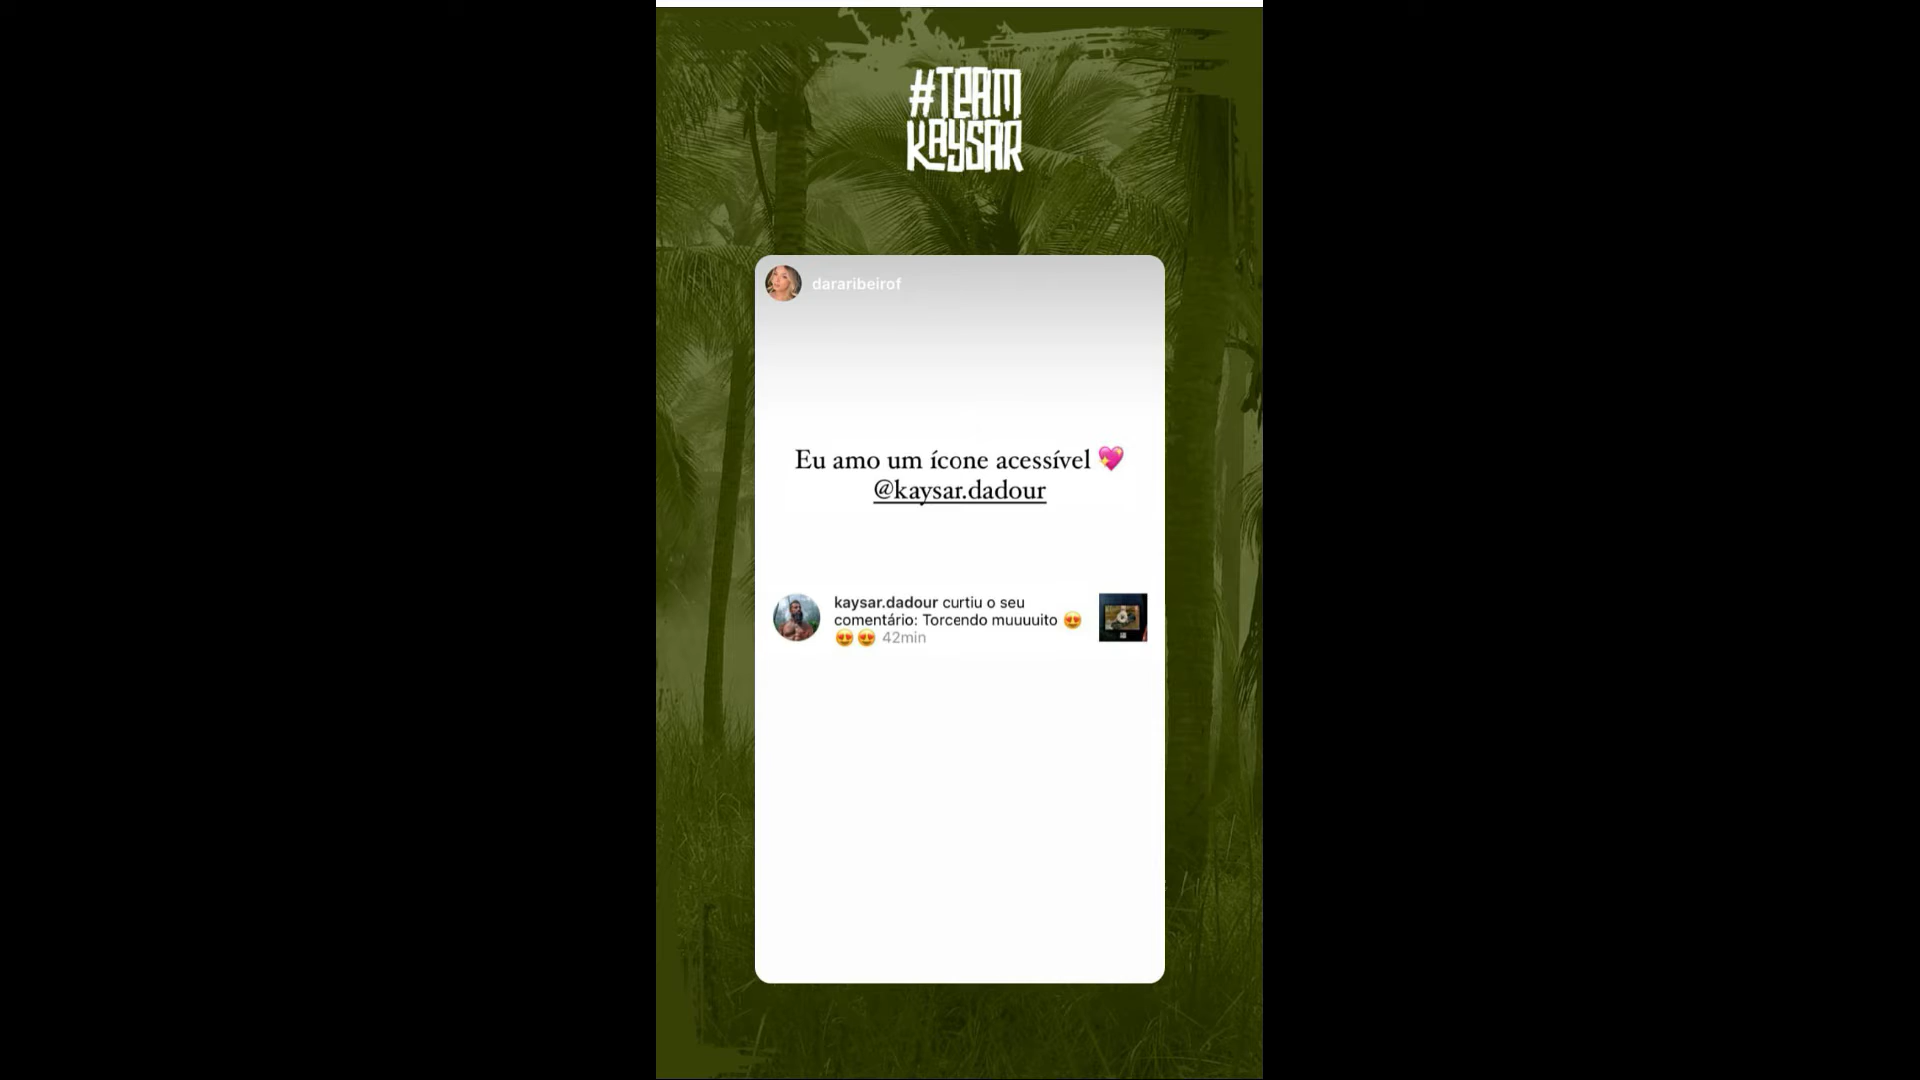 #TEAM
KAYSAR
dararibeirof
Eu amo um ícone acessível 💖
@kaysar.dadour
kaysar.dadour curtiu o seu
comentário: Torcendo muuuuito 😍
😍 😍 42min